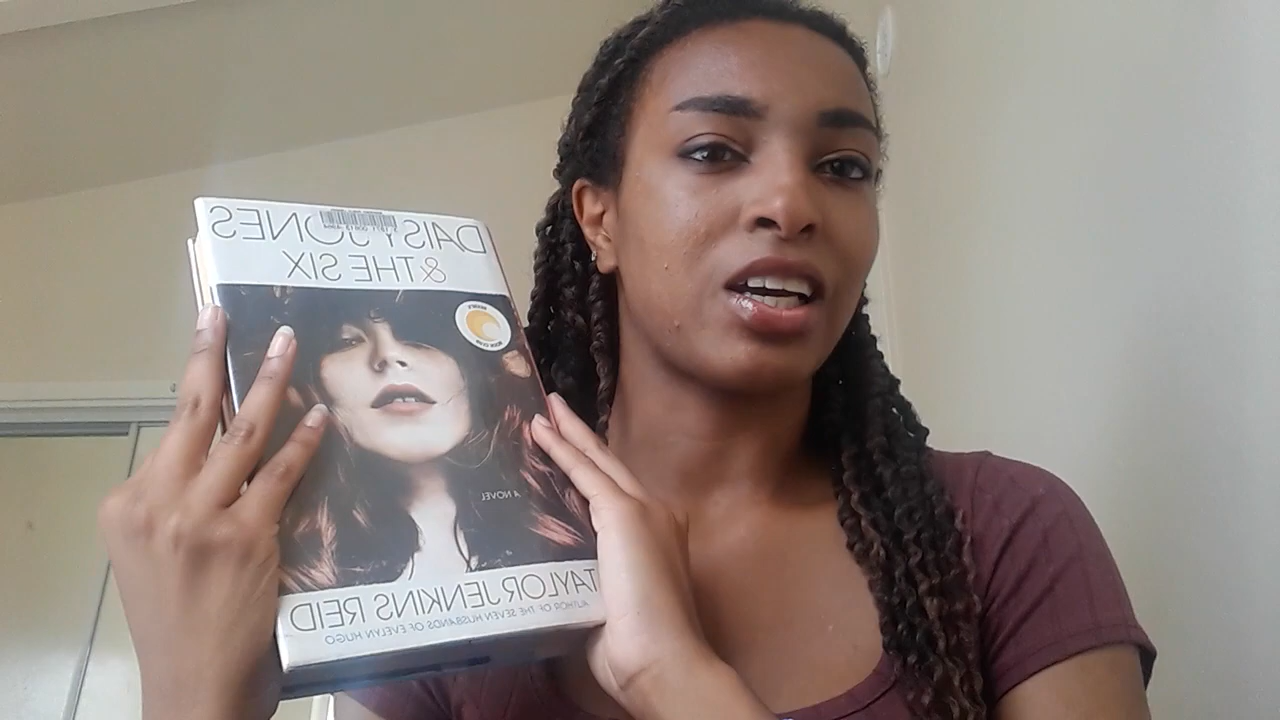 DAISY JONES
& THE SIX
A NOVEL
TAYLOR JENKINS REID
AUTHOR OF THE SEVEN HUSBANDS OF EVELYN HUGO